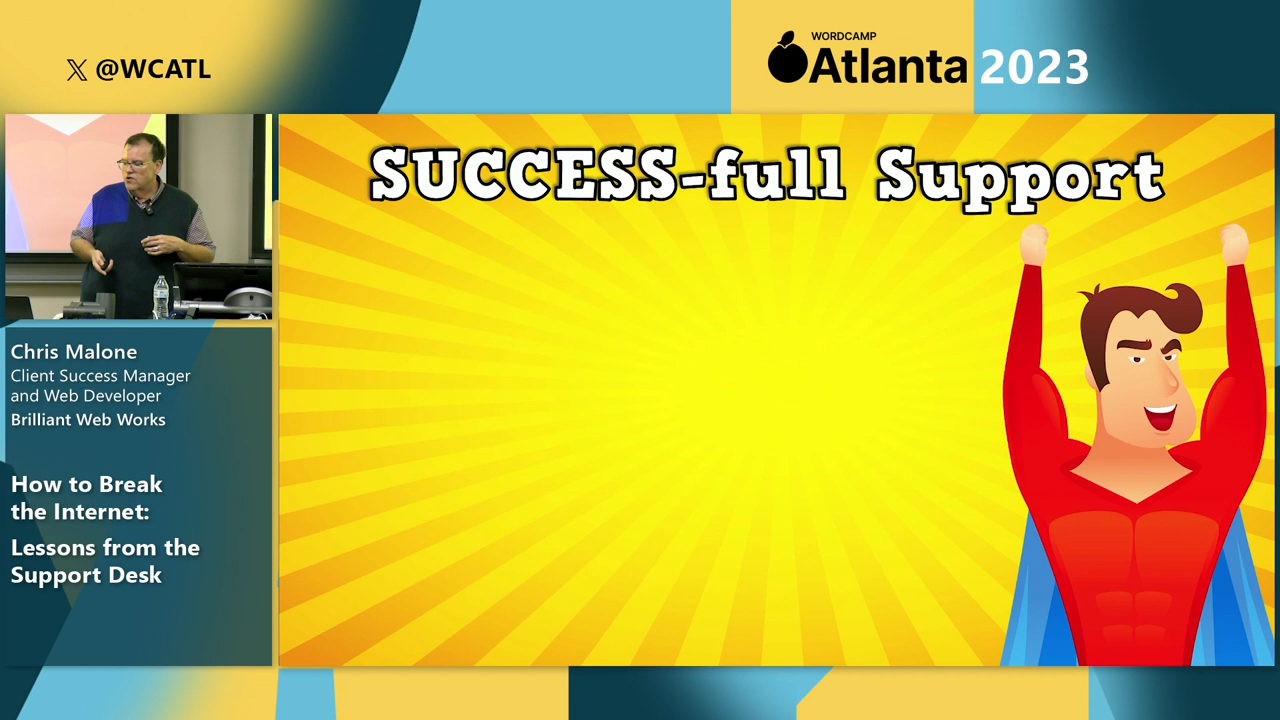 𝕏 @WCATL
WORDCAMP
Atlanta 2023
SUCCESS-full Support
Chris Malone
Client Success Manager
and Web Developer
Brilliant Web Works
How to Break
the Internet:
Lessons from the
Support Desk